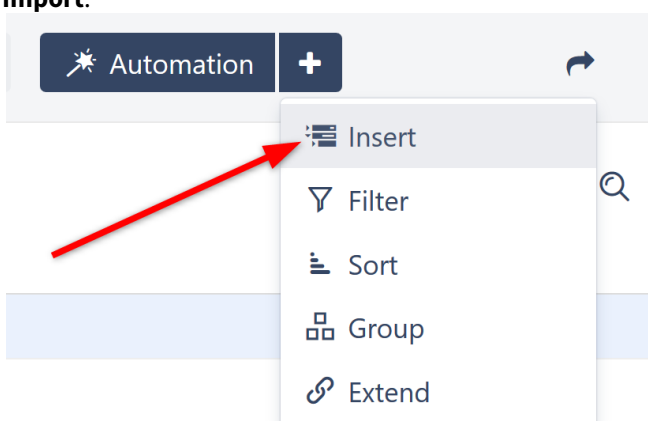 import.
Automation
Insert
Filter
Sort
Group
Extend